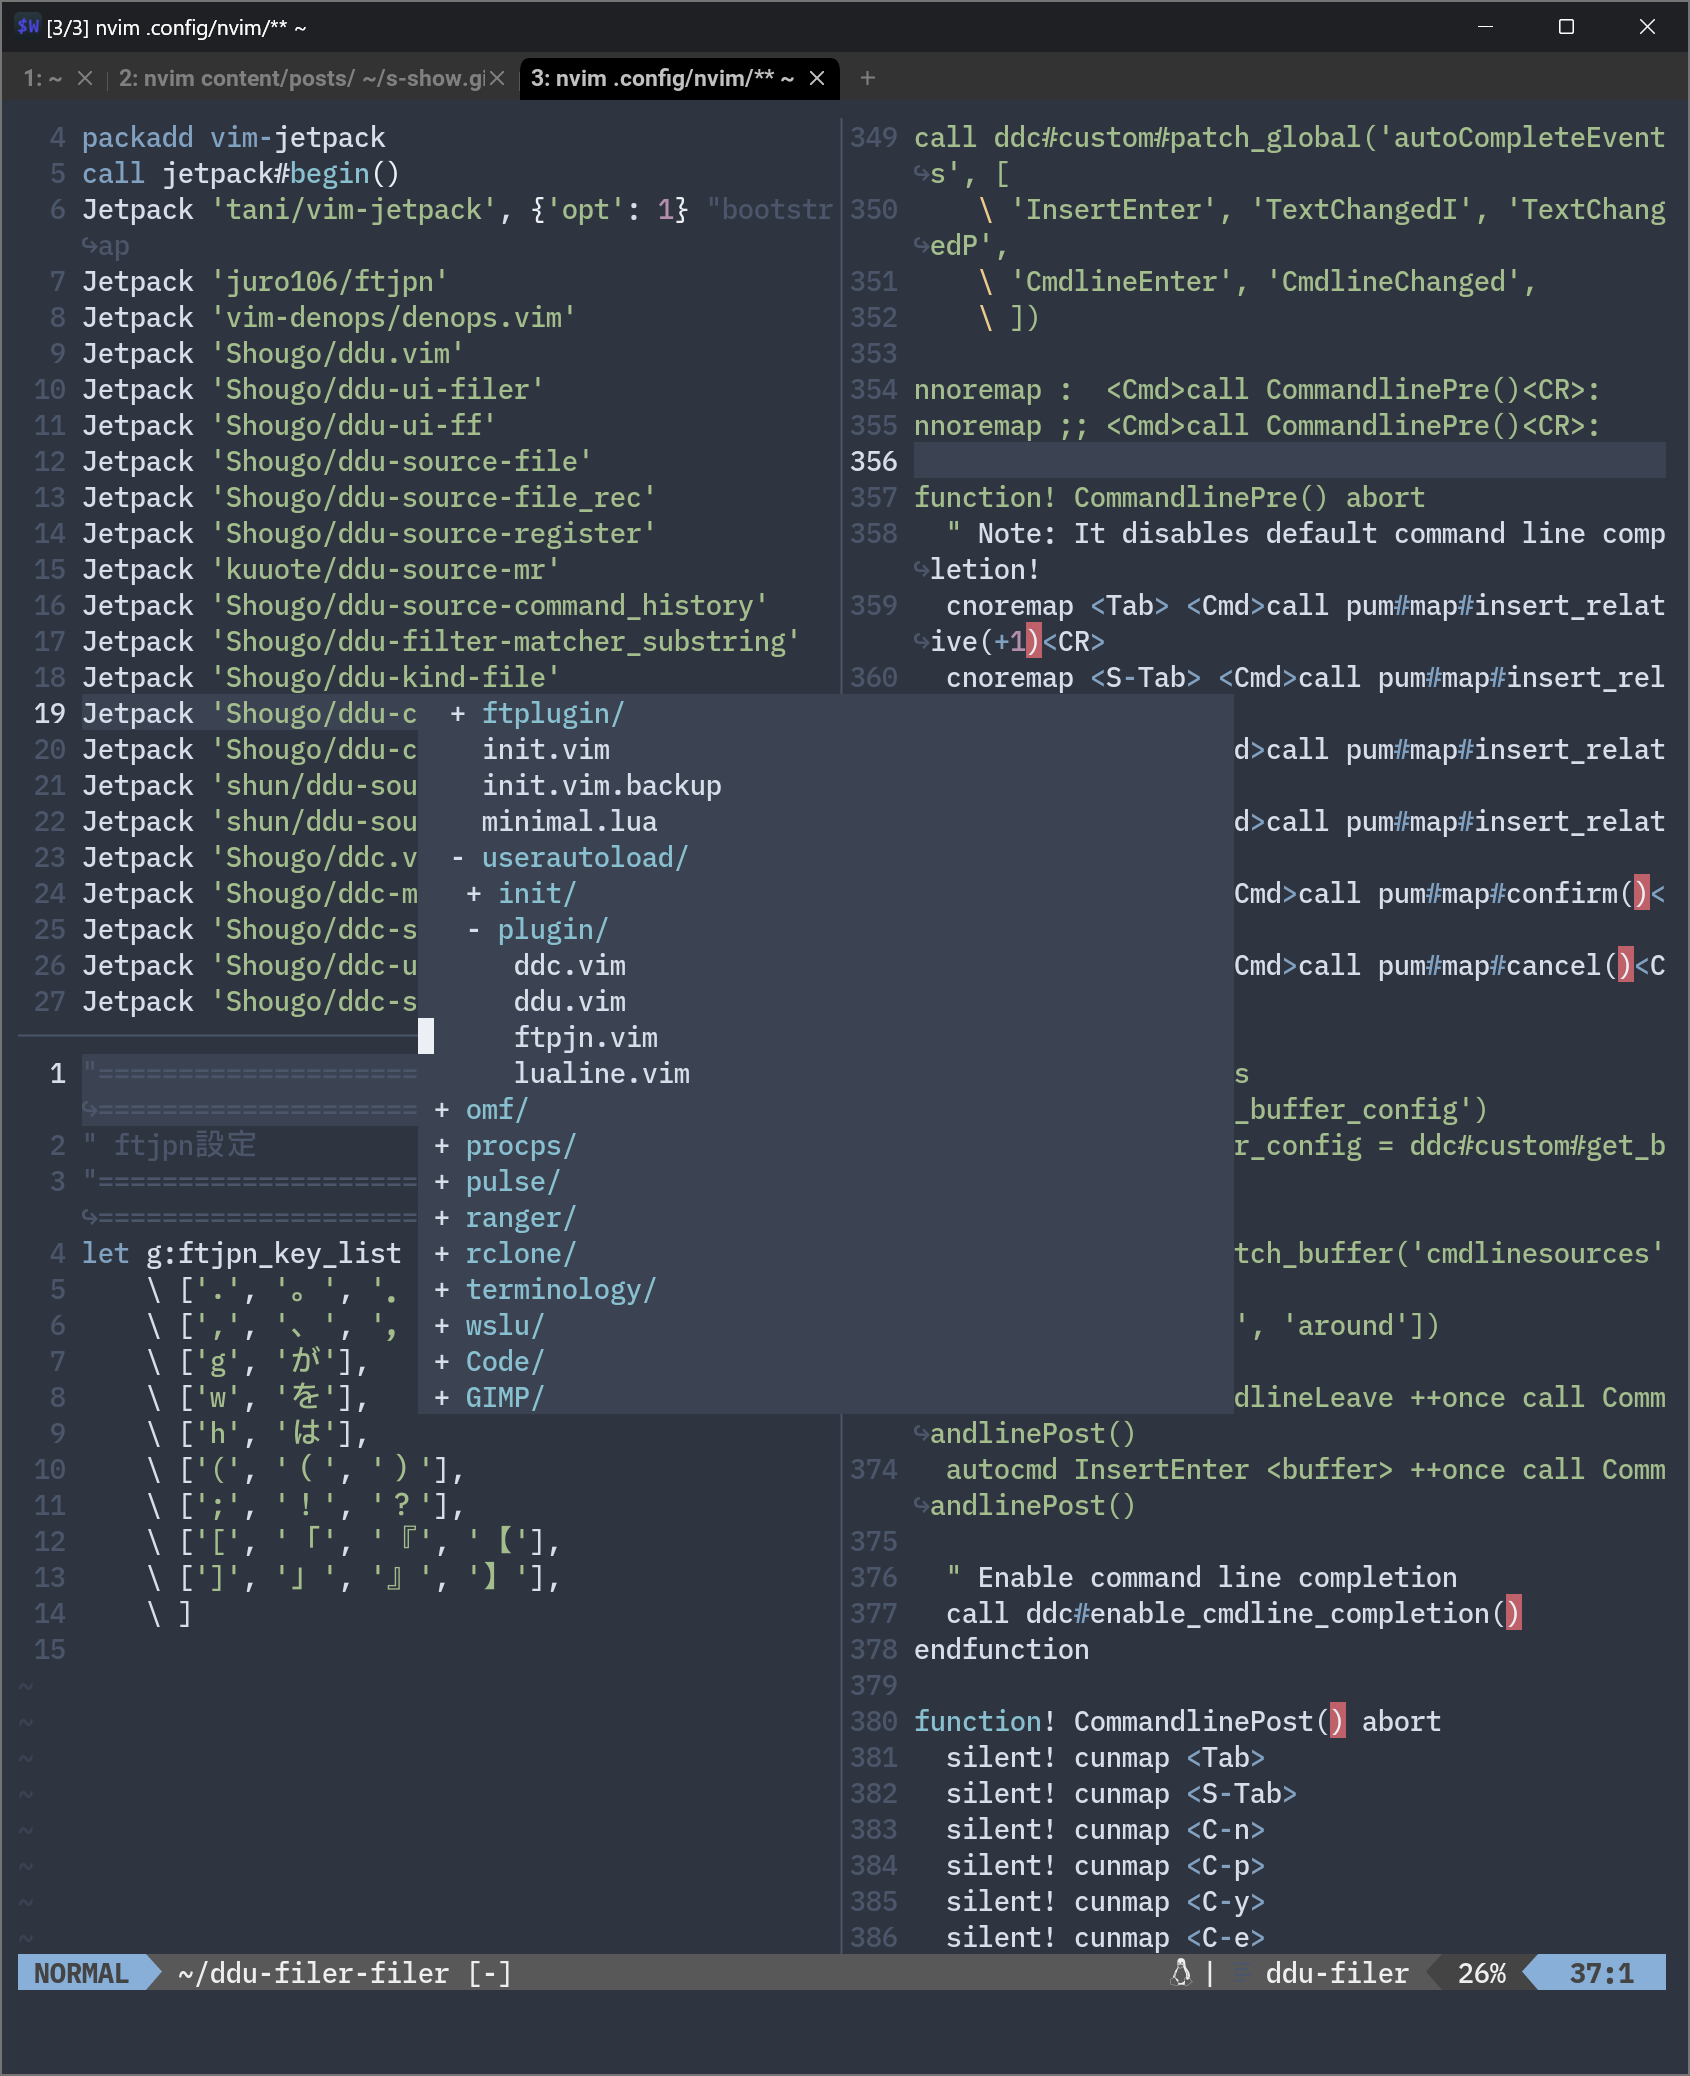 [3/3] nvim .config/nvim/** ~
1: ~
2: nvim content/posts/ ~/s-show.gi
3: nvim .config/nvim/** ~
4 packadd vim-jetpack
5 call jetpack#begin()
6 Jetpack 'tani/vim-jetpack', {'opt': 1} "bootstr
↪ap
7 Jetpack 'juro106/ftjpn'
8 Jetpack 'vim-denops/denops.vim'
9 Jetpack 'Shougo/ddu.vim'
10 Jetpack 'Shougo/ddu-ui-filer'
11 Jetpack 'Shougo/ddu-ui-ff'
12 Jetpack 'Shougo/ddu-source-file'
13 Jetpack 'Shougo/ddu-source-file_rec'
14 Jetpack 'Shougo/ddu-source-register'
15 Jetpack 'kuuote/ddu-source-mr'
16 Jetpack 'Shougo/ddu-source-command_history'
17 Jetpack 'Shougo/ddu-filter-matcher_substring'
18 Jetpack 'Shougo/ddu-kind-file'
19 Jetpack 'Shougo/ddu-c
20 Jetpack 'Shougo/ddu-c
21 Jetpack 'shun/ddu-sou
22 Jetpack 'shun/ddu-sou
23 Jetpack 'Shougo/ddc.v
24 Jetpack 'Shougo/ddc-m
25 Jetpack 'Shougo/ddc-s
26 Jetpack 'Shougo/ddc-u
27 Jetpack 'Shougo/ddc-s
1 "====================
↪====================
2 " ftjpn設定
3 "====================
↪====================
4 let g:ftjpn_key_list
5 \ ['.', '。', '．
6 \ [',', '、', '，
7 \ ['g', 'が'],
8 \ ['w', 'を'],
9 \ ['h', 'は'],
10 \ ['(', '（', '）'],
11 \ [';', '！', '？'],
12 \ ['[', '「', '『', '【'],
13 \ [']', '」', '』', '】'],
14 \ ]
15
~
~
~
~
~
~
~
~
+ ftplugin/
init.vim
init.vim.backup
minimal.lua
- userautoload/
+ init/
- plugin/
ddc.vim
ddu.vim
ftpjn.vim
lualine.vim
+ omf/
+ procps/
+ pulse/
+ ranger/
+ rclone/
+ terminology/
+ wslu/
+ Code/
+ GIMP/
349 call ddc#custom#patch_global('autoCompleteEvent
↪s', [
350 \ 'InsertEnter', 'TextChangedI', 'TextChang
↪edP',
351 \ 'CmdlineEnter', 'CmdlineChanged',
352 \ ])
353
354 nnoremap :  <Cmd>call CommandlinePre()<CR>:
355 nnoremap ;; <Cmd>call CommandlinePre()<CR>:
356
357 function! CommandlinePre() abort
358 " Note: It disables default command line comp
↪letion!
359 cnoremap <Tab> <Cmd>call pum#map#insert_relat
↪ive(+1)<CR>
360 cnoremap <S-Tab> <Cmd>call pum#map#insert_rel
d>call pum#map#insert_relat
d>call pum#map#insert_relat
Cmd>call pum#map#confirm()<
Cmd>call pum#map#cancel()<C
s
_buffer_config')
r_config = ddc#custom#get_b
tch_buffer('cmdlinesources'
', 'around'])
dlineLeave ++once call Comm
↪andlinePost()
374 autocmd InsertEnter <buffer> ++once call Comm
↪andlinePost()
375
376 " Enable command line completion
377 call ddc#enable_cmdline_completion()
378 endfunction
379
380 function! CommandlinePost() abort
381 silent! cunmap <Tab>
382 silent! cunmap <S-Tab>
383 silent! cunmap <C-n>
384 silent! cunmap <C-p>
385 silent! cunmap <C-y>
386 silent! cunmap <C-e>
NORMAL ~/ddu-filer-filer [-] | ddu-filer 26% 37:1